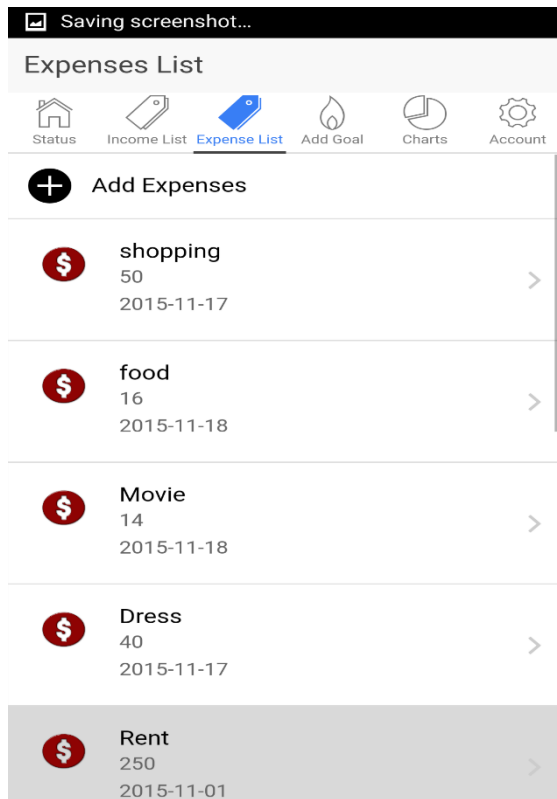 Saving screenshot...
Expenses List
Status Income List Expense List Add Goal Charts Account
Add Expenses
shopping
50
2015-11-17
food
16
2015-11-18
Movie
14
2015-11-18
Dress
40
2015-11-17
Rent
250
2015-11-01